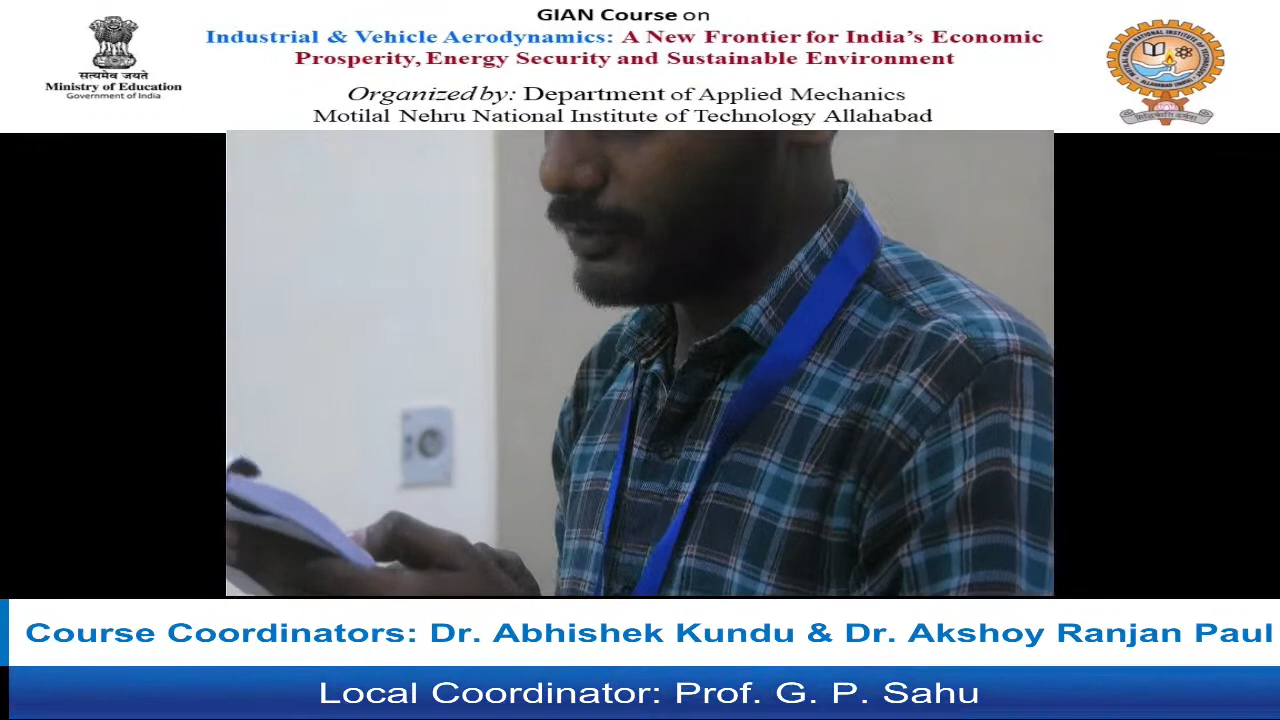 GIAN Course on
Industrial & Vehicle Aerodynamics: A New Frontier for India's Economic
Prosperity, Energy Security and Sustainable Environment
Organized by: Department of Applied Mechanics
Motilal Nehru National Institute of Technology Allahabad
सत्यमेव जयते
Ministry of Education
Government of India
Course Coordinators: Dr. Abhishek Kundu & Dr. Akshoy Ranjan Paul
Local Coordinator: Prof. G. P. Sahu